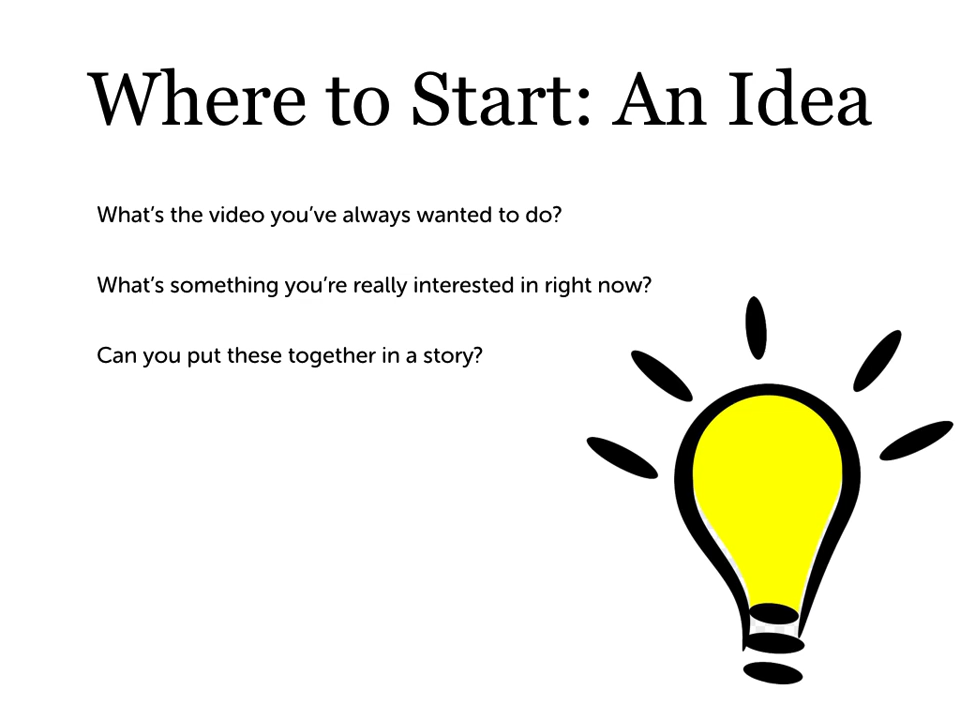 Where to Start: An Idea
What’s the video you’ve always wanted to do?
What’s something you’re really interested in right now?
Can you put these together in a story?